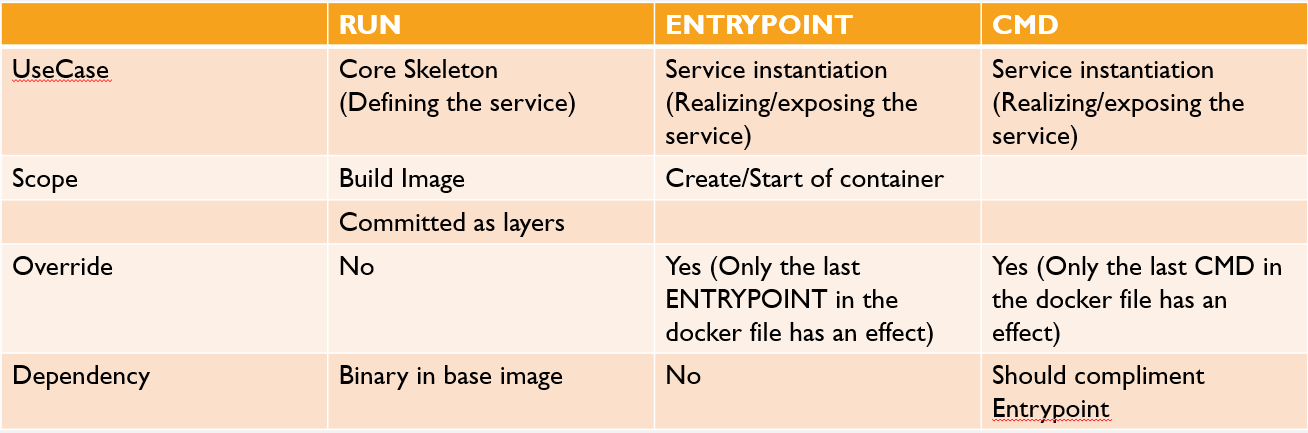 RUN ENTRYPOINT CMD
UseCase Core Skeleton Service instantiation Service instantiation
(Defining the service) (Realizing/exposing the (Realizing/exposing the
service) service)
Scope Build Image Create/Start of container
Committed as layers
Override No Yes (Only the last Yes (Only the last CMD in
ENTRYPOINT in the the docker file has an
docker file has an effect) effect)
Dependency Binary in base image No Should compliment
Entrypoint